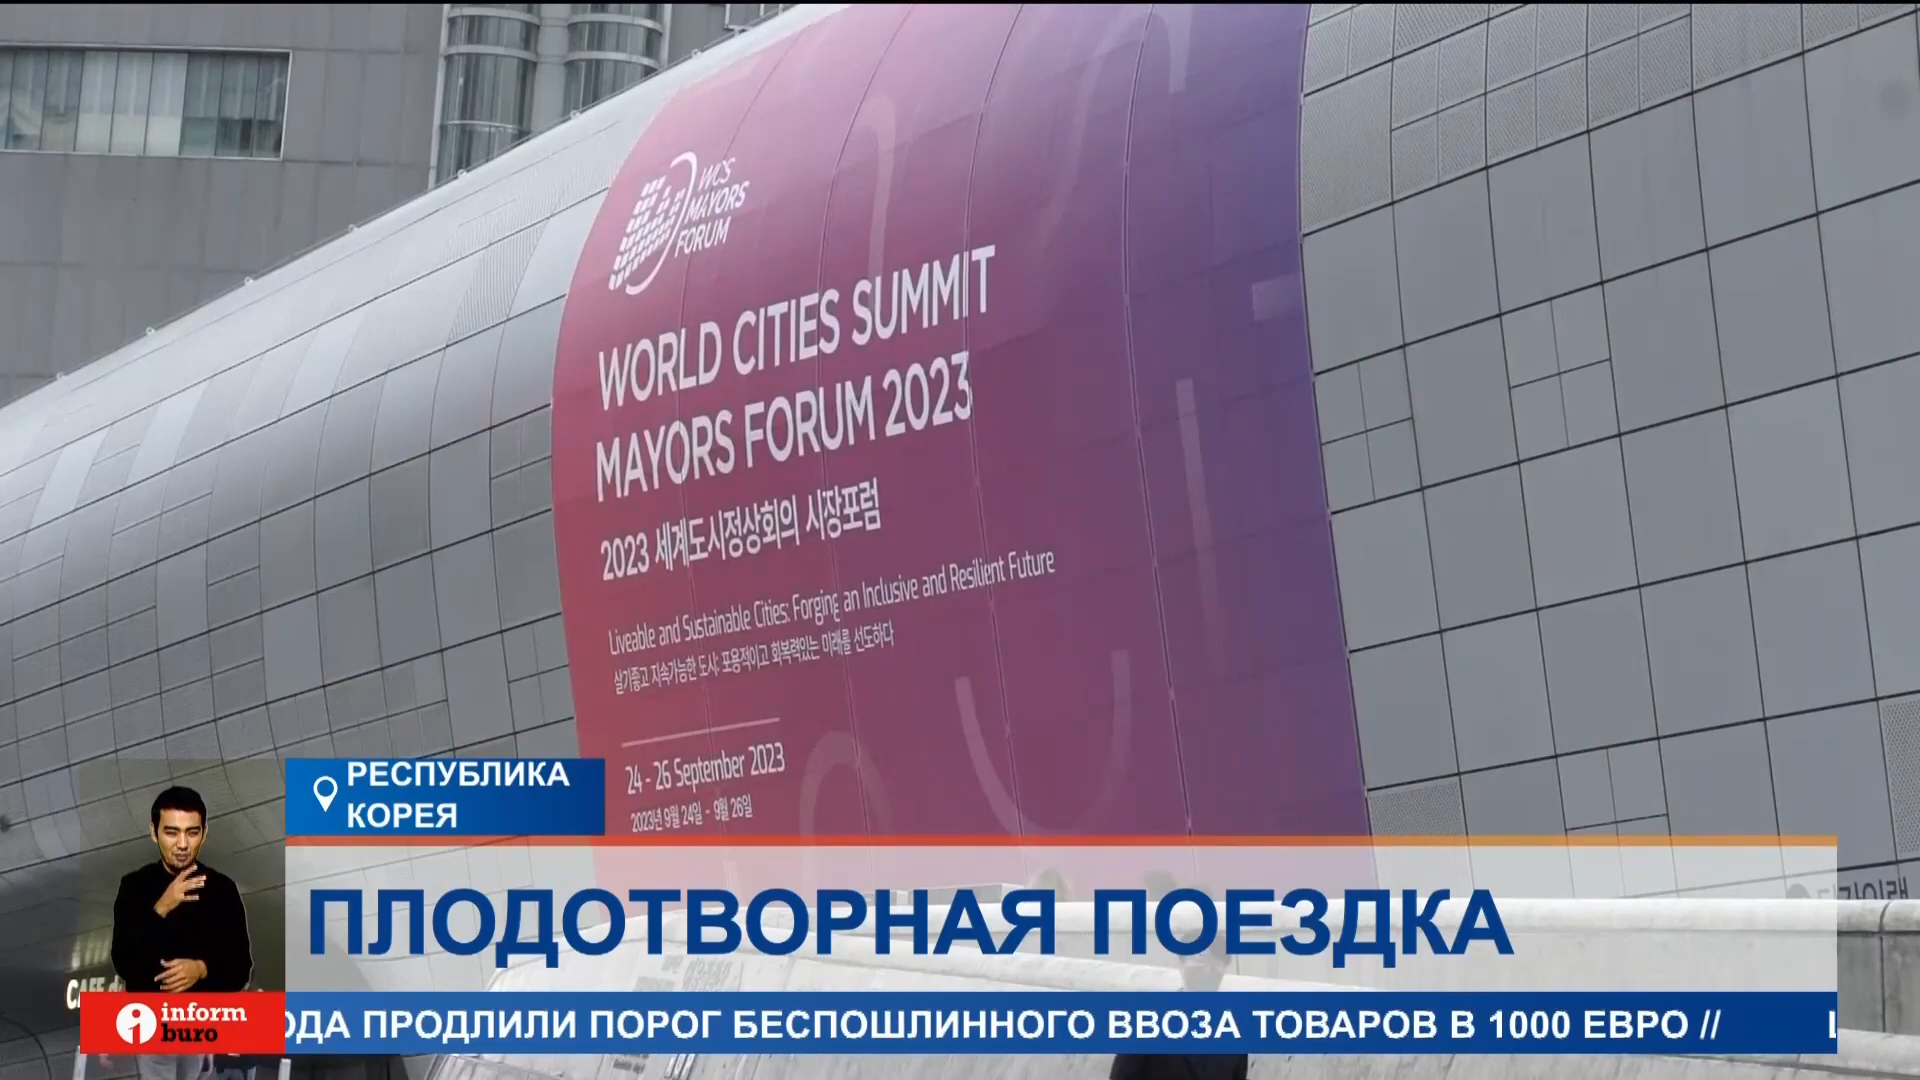 WCS
MAYORS
FORUM
WORLD CITIES SUMMIT
MAYORS FORUM 2023
2023 세계도시정상회의 시장포럼
Liveable and Sustainable Cities: Forging an Inclusive and Resilient Future
살기좋고 지속가능한 도시: 포용적이고 회복력있는 미래를 선도하다
24 - 26 September 2023
2023년 9월 24일 - 9월 26일
РЕСПУБЛИКА
КОРЕЯ
ПЛОДОТВОРНАЯ ПОЕЗДКА
inform
buro
ОДА ПРОДЛИЛИ ПОРОГ БЕСПОШЛИННОГО ВВОЗА ТОВАРОВ В 1000 ЕВРО //